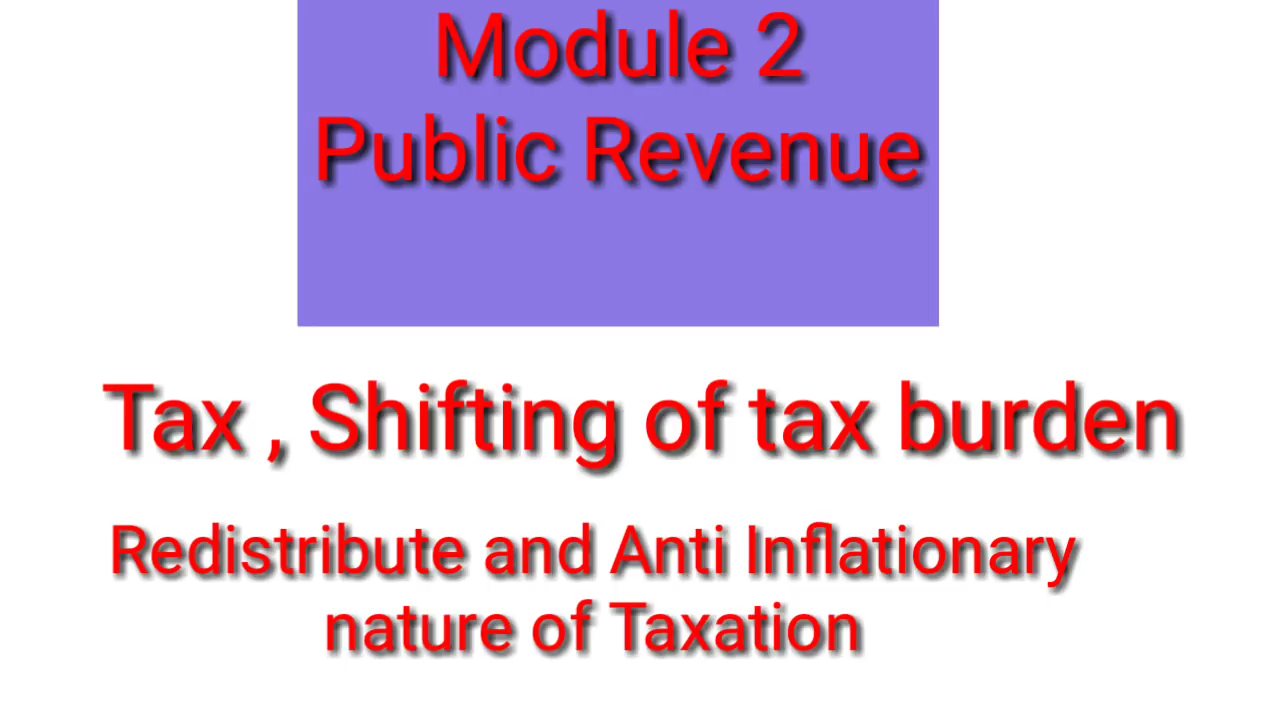 Module 2
Public Revenue
Tax , Shifting of tax burden
Redistribute and Anti Inflationary
nature of Taxation